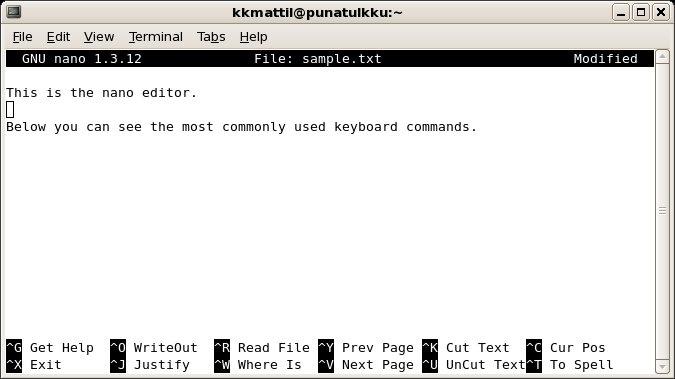 kkmattil@punatulkku:~
File Edit View Terminal Tabs Help
GNU nano 1.3.12 File: sample.txt Modified
This is the nano editor.
Below you can see the most commonly used keyboard commands.
^G Get Help ^O WriteOut ^R Read File ^Y Prev Page ^K Cut Text ^C Cur Pos
^X Exit ^J Justify ^W Where Is ^V Next Page ^U UnCut Text ^T To Spell